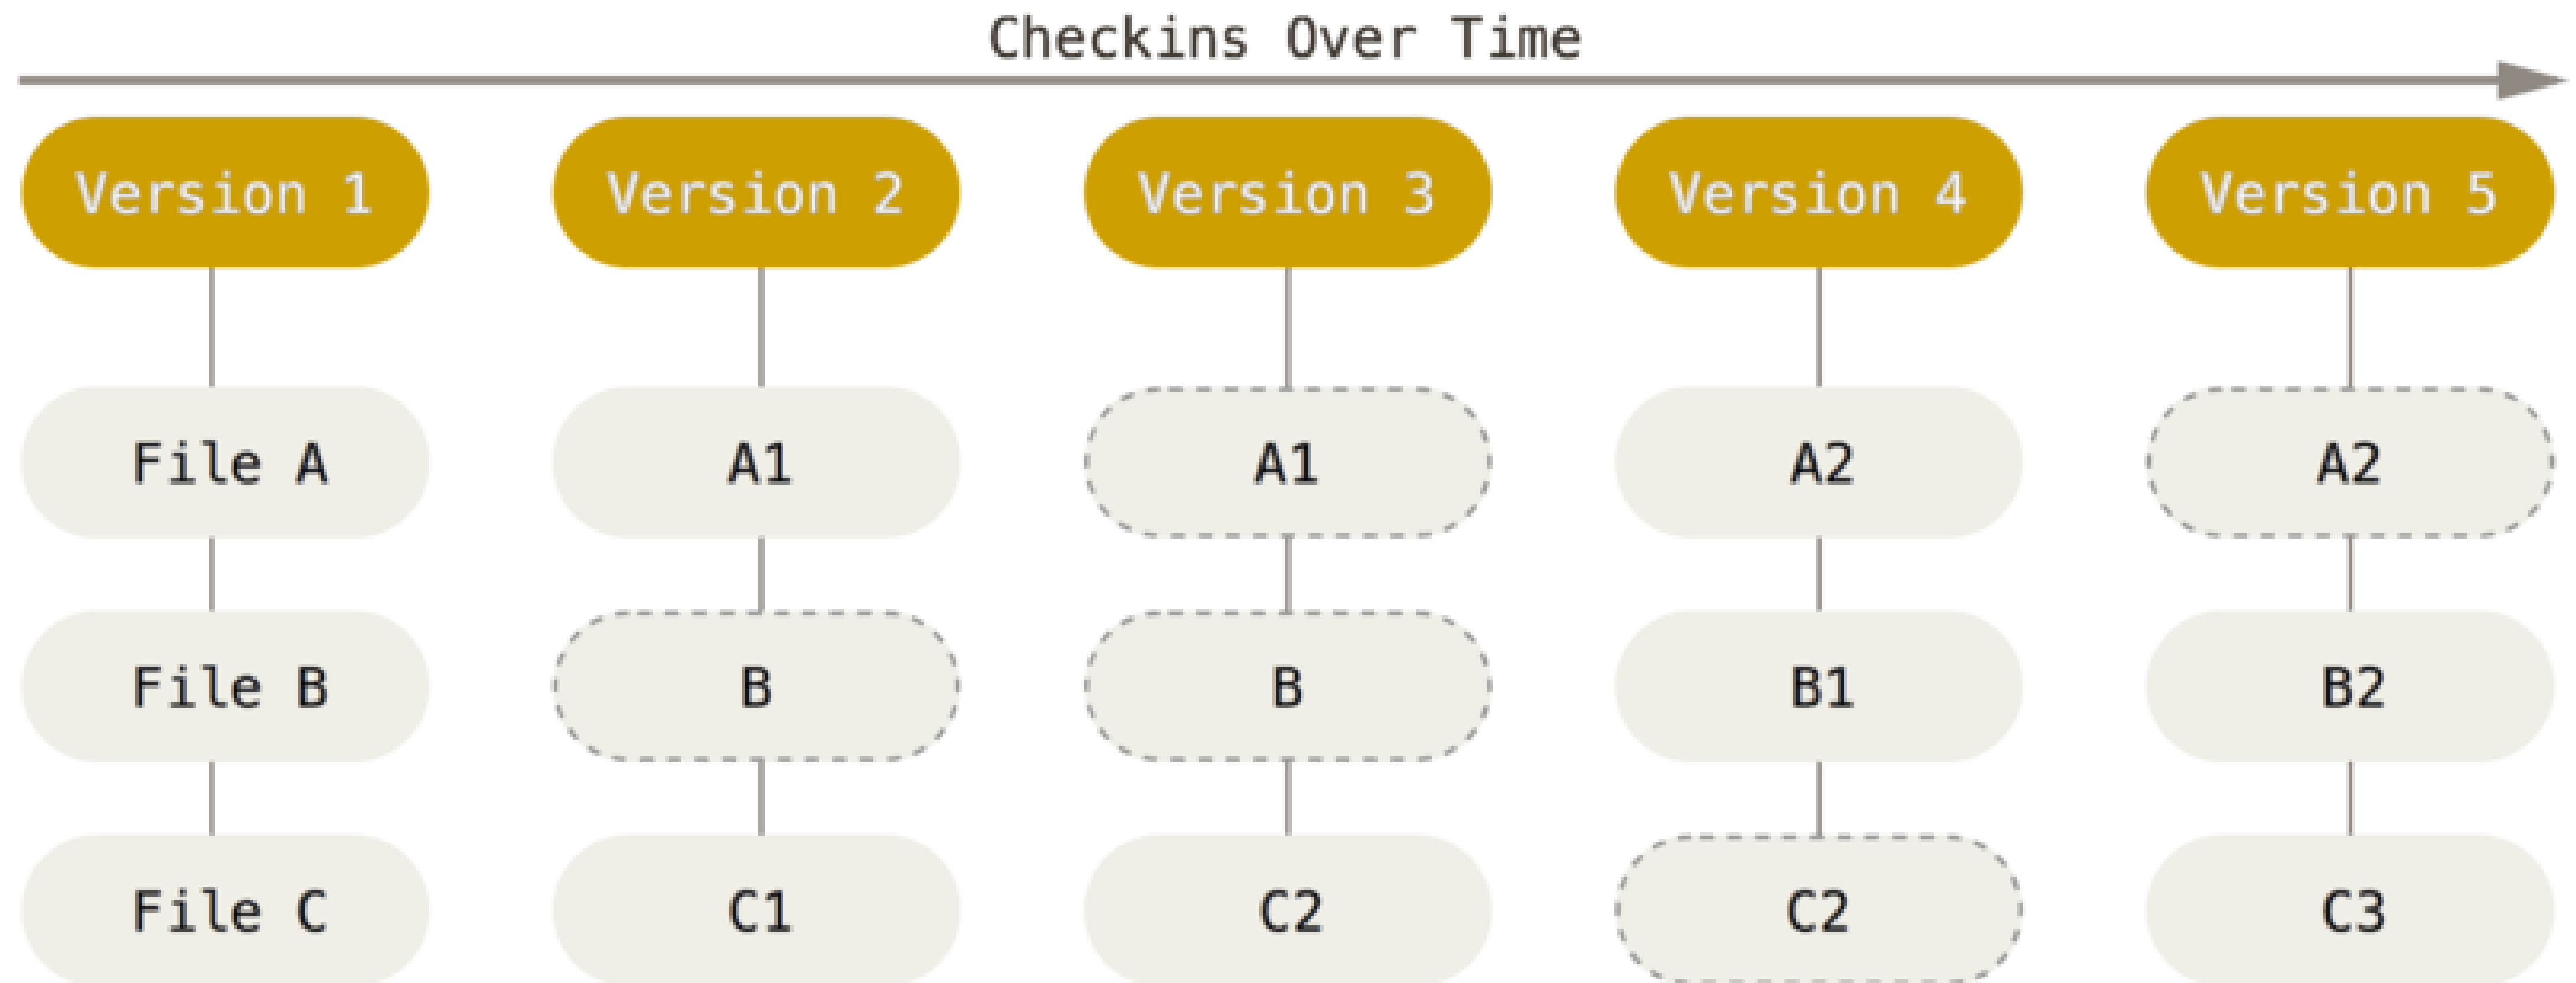 Checkins Over Time
Version 1 Version 2 Version 3 Version 4 Version 5
File A A1 A1 A2 A2
File B B B B1 B2
File C C1 C2 C2 C3